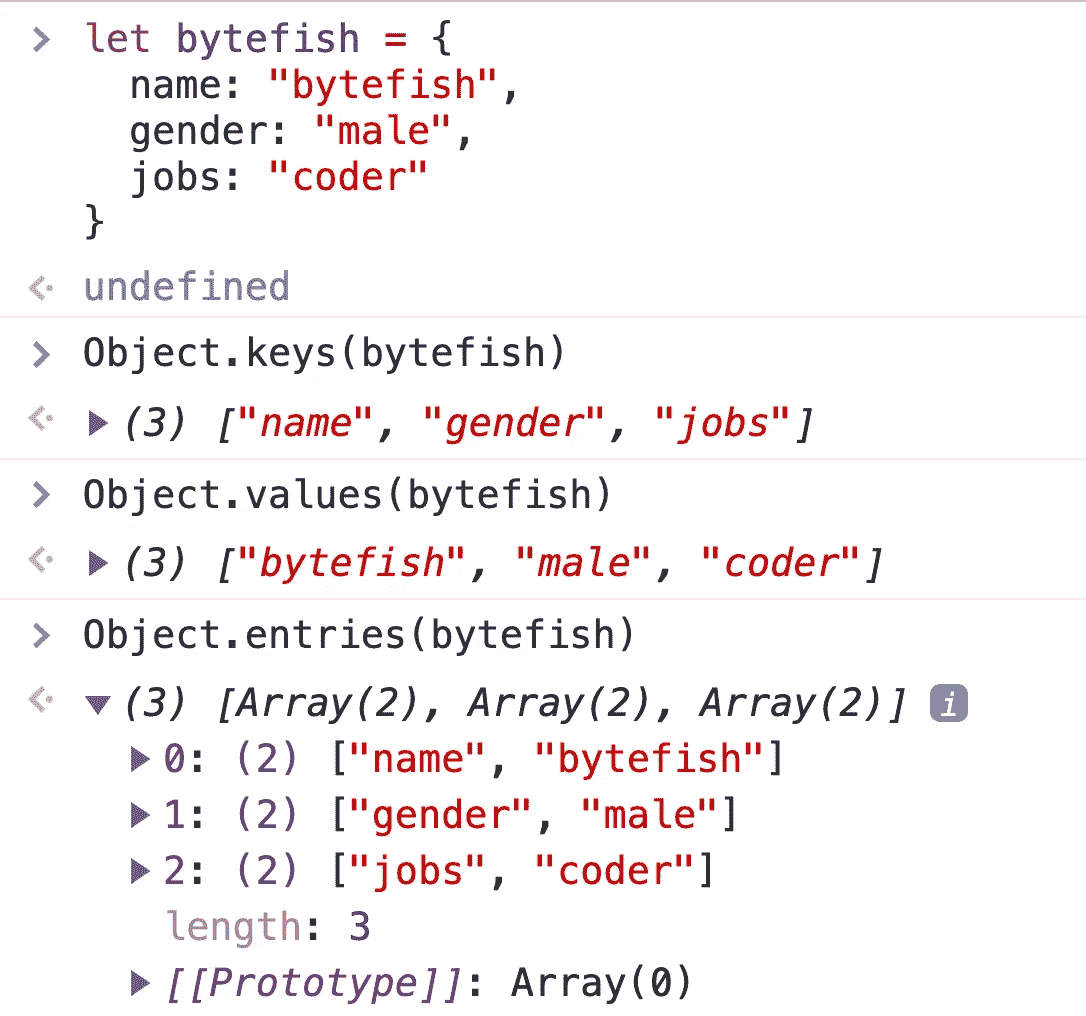 let bytefish = {
name: "bytefish",
gender: "male",
jobs: "coder"
}
undefined
Object.keys(bytefish)
(3) ["name", "gender", "jobs"]
Object.values(bytefish)
(3) ["bytefish", "male", "coder"]
Object.entries(bytefish)
(3) [Array(2), Array(2), Array(2)] i
0: (2) ["name", "bytefish"]
1: (2) ["gender", "male"]
2: (2) ["jobs", "coder"]
length: 3
[[Prototype]]: Array(0)